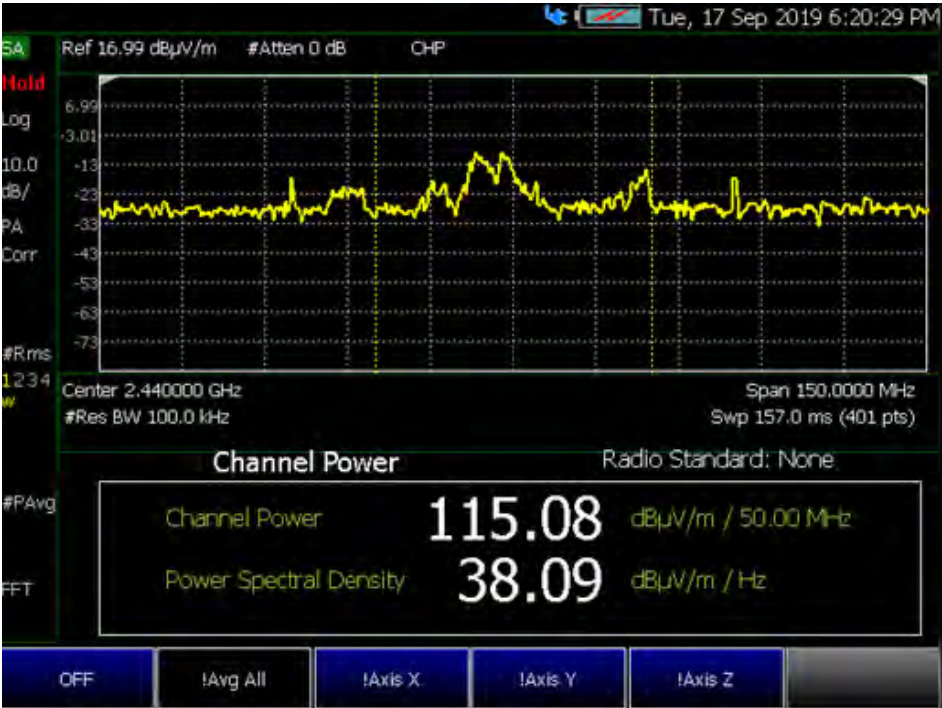 Tue, 17 Sep 2019 6:20:29 PM
SA
Ref 16.99 dBµV/m #Atten 0 dB CHP
Hold
Log
10.0
dB/
PA
Corr
#Rms
1234
w
#PAvg
FFT
6.99
-3.01
-13
-23
-33
-43
-53
-63
-73
Center 2.440000 GHz Span 150.0000 MHz
#Res BW 100.0 kHz Swp 157.0 ms (401 pts)
Channel Power Radio Standard: None
Channel Power 115.08 dBµV/m / 50.00 MHz
Power Spectral Density 38.09 dBµV/m / Hz
OFF !Avg All !Axis X !Axis Y !Axis Z